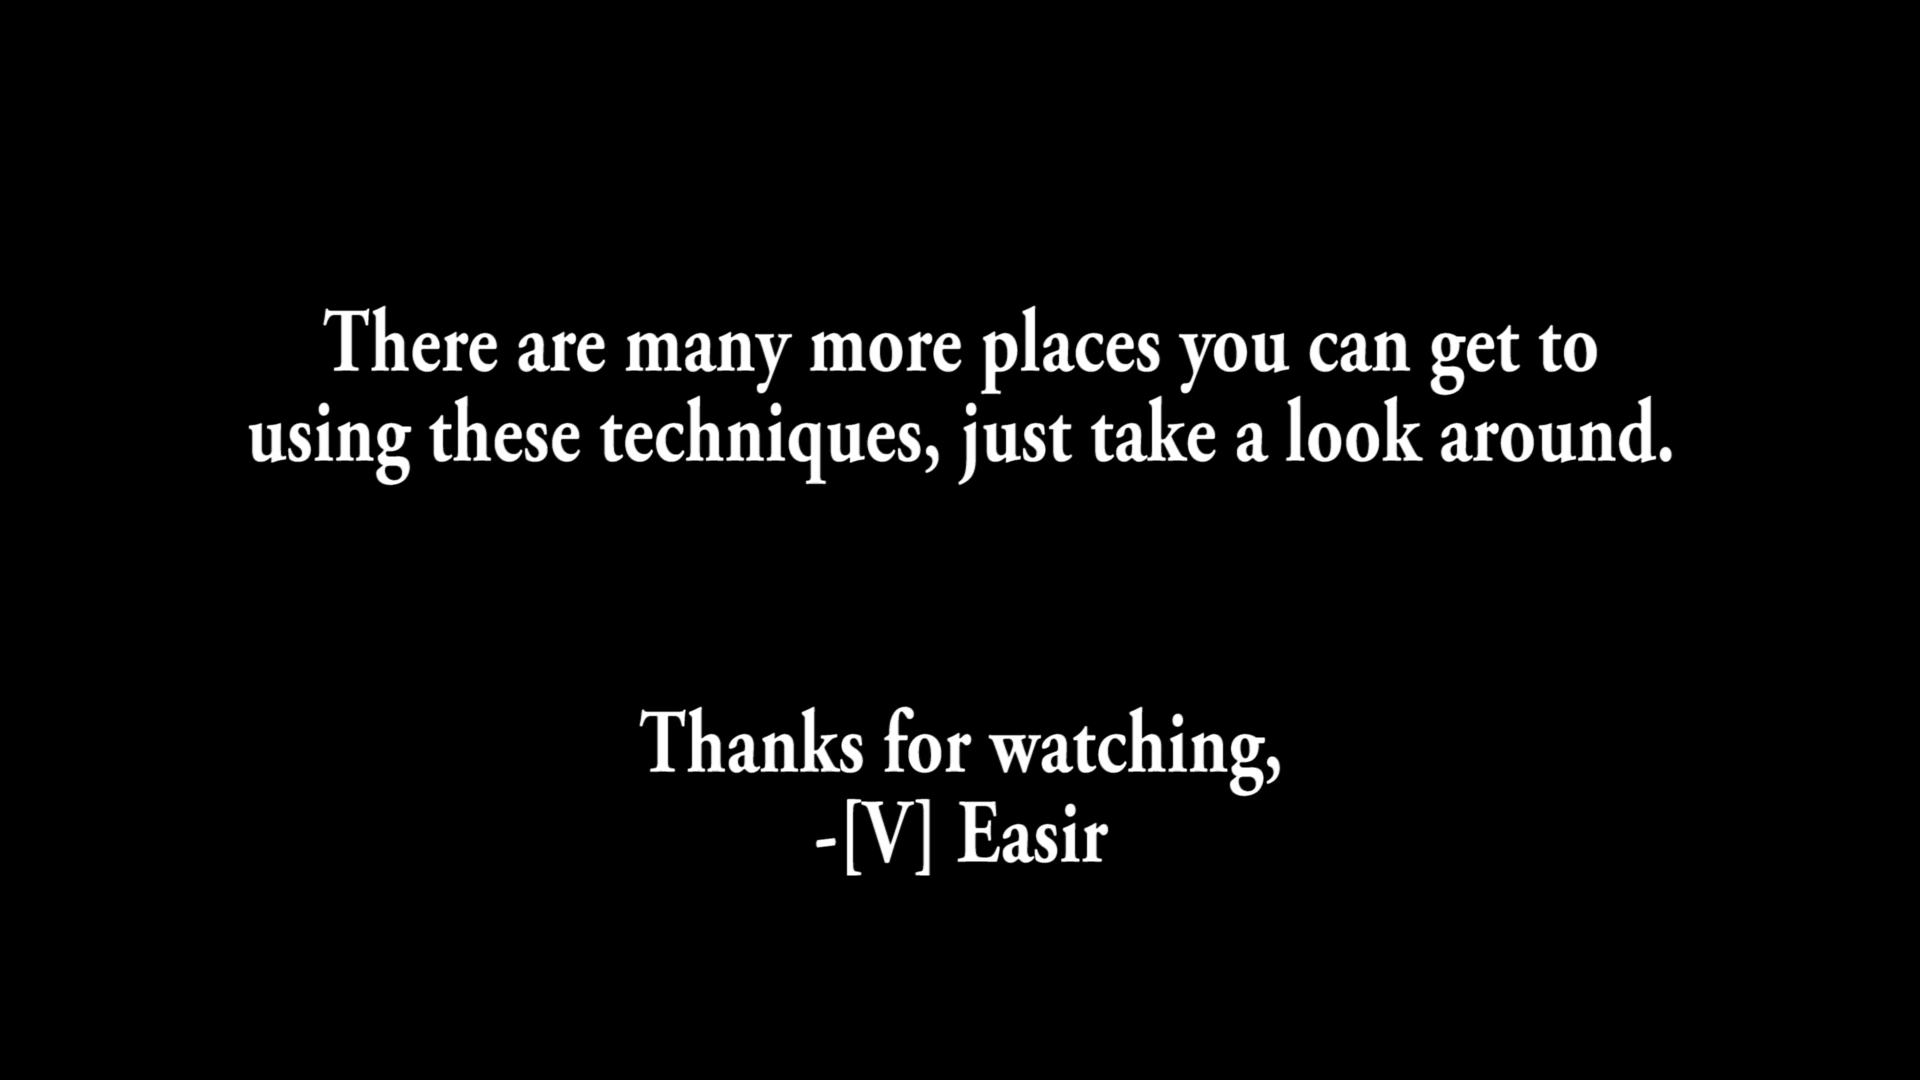 There are many more places you can get to
using these techniques, just take a look around.
Thanks for watching,
-[V] Easir